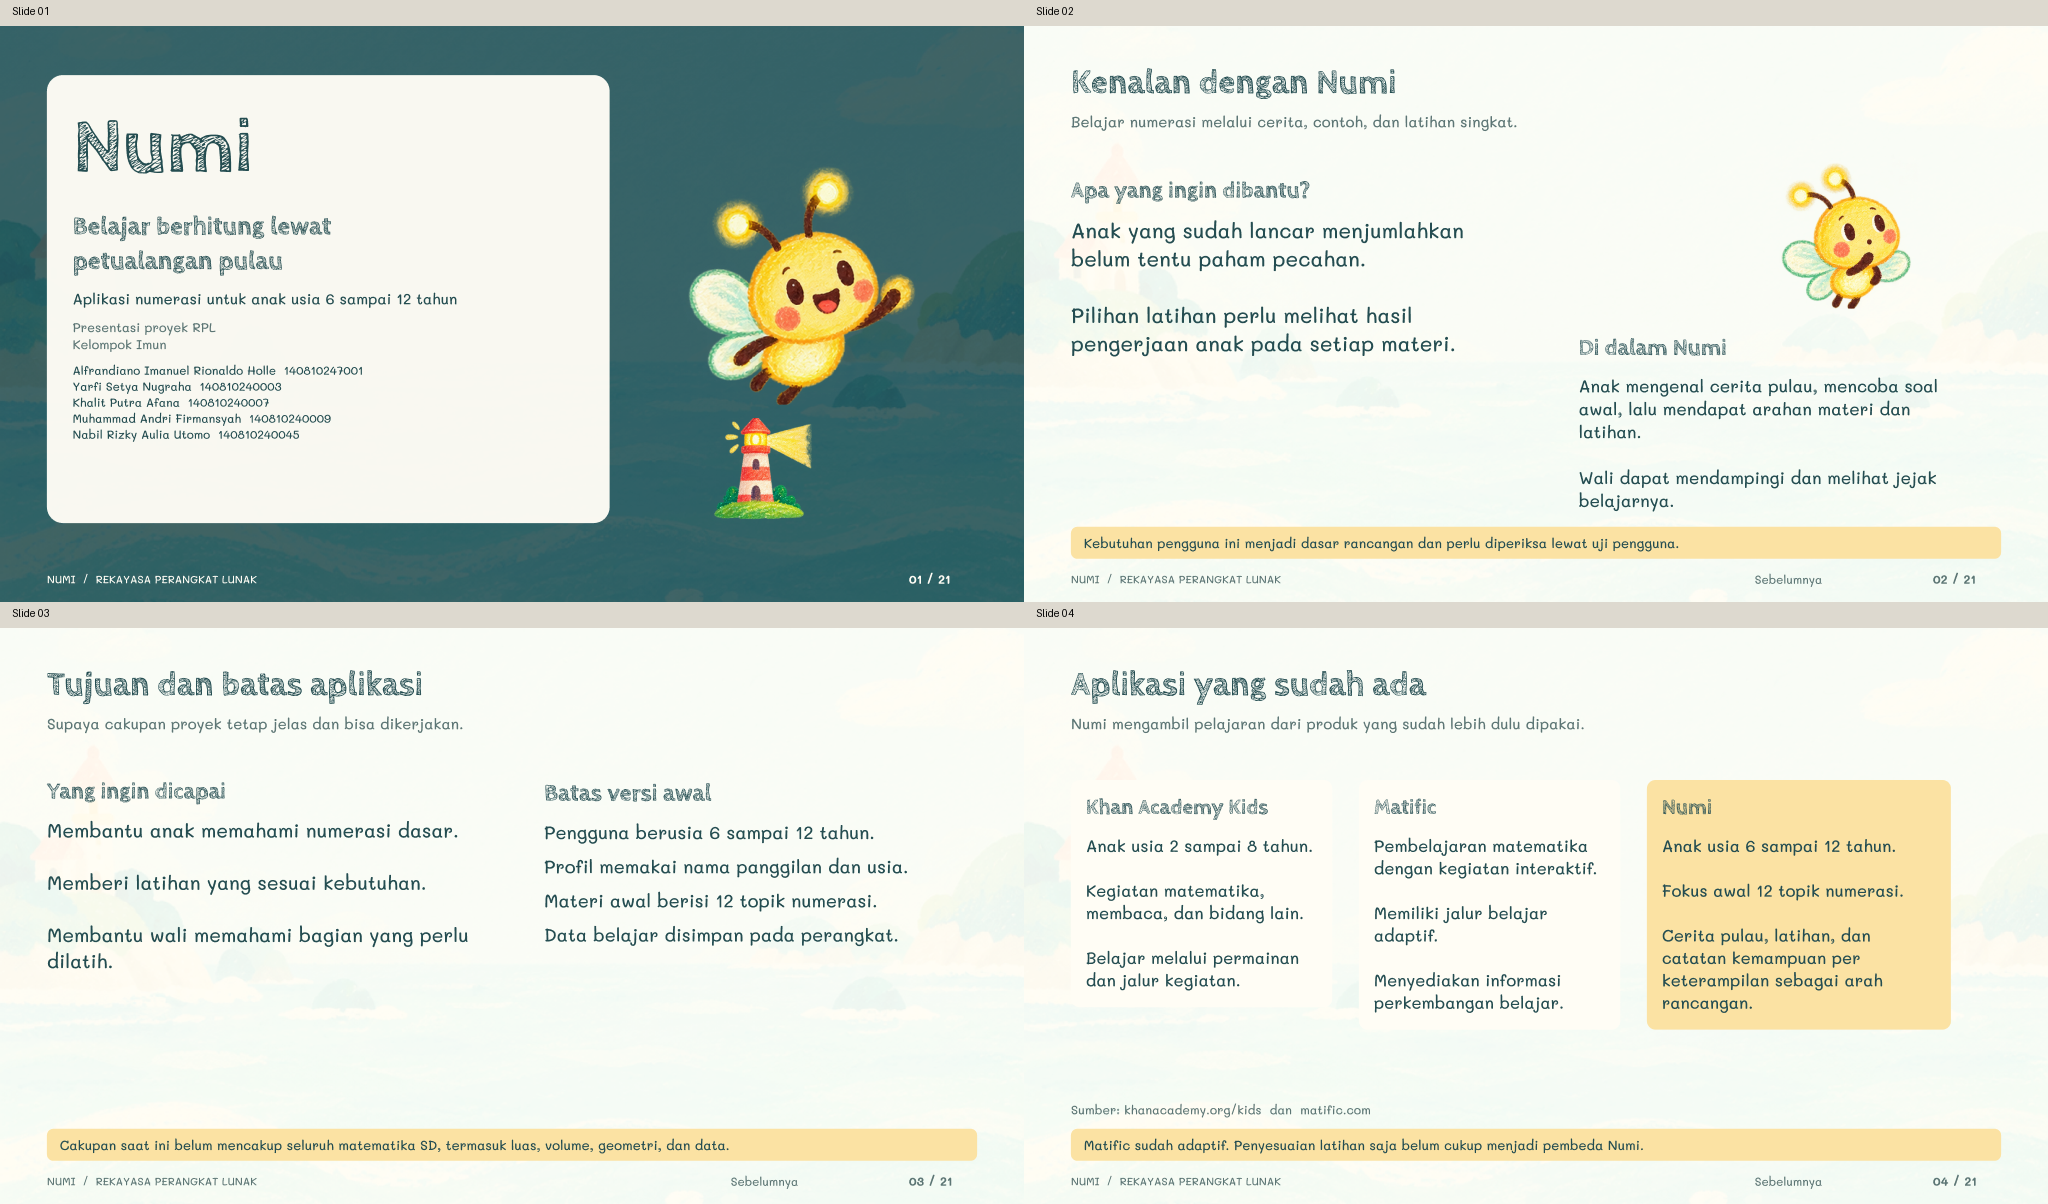 Slide 01
Numi
Belajar berhitung lewat
petualangan pulau
Aplikasi numerasi untuk anak usia 6 sampai 12 tahun
Presentasi proyek RPL
Kelompok Imun
Alfrandiano Imanuel Rionaldo Holle 140810247001
Yarfi Setya Nugraha 140810240003
Khalit Putra Afana 140810240007
Muhammad Andri Firmansyah 140810240009
Nabil Rizky Aulia Utomo 140810240045
NUMI / REKAYASA PERANGKAT LUNAK
01 / 21
Slide 02
Kenalan dengan Numi
Belajar numerasi melalui cerita, contoh, dan latihan singkat.
Apa yang ingin dibantu?
Anak yang sudah lancar menjumlahkan
belum tentu paham pecahan.
Pilihan latihan perlu melihat hasil
pengerjaan anak pada setiap materi.
Di dalam Numi
Anak mengenal cerita pulau, mencoba soal
awal, lalu mendapat arahan materi dan
latihan.
Wali dapat mendampingi dan melihat jejak
belajarnya.
Kebutuhan pengguna ini menjadi dasar rancangan dan perlu diperiksa lewat uji pengguna.
NUMI / REKAYASA PERANGKAT LUNAK
Sebelumnya
02 / 21
Slide 03
Tujuan dan batas aplikasi
Supaya cakupan proyek tetap jelas dan bisa dikerjakan.
Yang ingin dicapai
Membantu anak memahami numerasi dasar.
Memberi latihan yang sesuai kebutuhan.
Membantu wali memahami bagian yang perlu
dilatih.
Batas versi awal
Pengguna berusia 6 sampai 12 tahun.
Profil memakai nama panggilan dan usia.
Materi awal berisi 12 topik numerasi.
Data belajar disimpan pada perangkat.
Cakupan saat ini belum mencakup seluruh matematika SD, termasuk luas, volume, geometri, dan data.
NUMI / REKAYASA PERANGKAT LUNAK
Sebelumnya
03 / 21
Slide 04
Aplikasi yang sudah ada
Numi mengambil pelajaran dari produk yang sudah lebih dulu dipakai.
Khan Academy Kids
Anak usia 2 sampai 8 tahun.
Kegiatan matematika,
membaca, dan bidang lain.
Belajar melalui permainan
dan jalur kegiatan.
Matific
Pembelajaran matematika
dengan kegiatan interaktif.
Memiliki jalur belajar
adaptif.
Menyediakan informasi
perkembangan belajar.
Numi
Anak usia 6 sampai 12 tahun.
Fokus awal 12 topik numerasi.
Cerita pulau, latihan, dan
catatan kemampuan per
keterampilan sebagai arah
rancangan.
Sumber: khanacademy.org/kids dan matific.com
Matific sudah adaptif. Penyesuaian latihan saja belum cukup menjadi pembeda Numi.
NUMI / REKAYASA PERANGKAT LUNAK
Sebelumnya
04 / 21